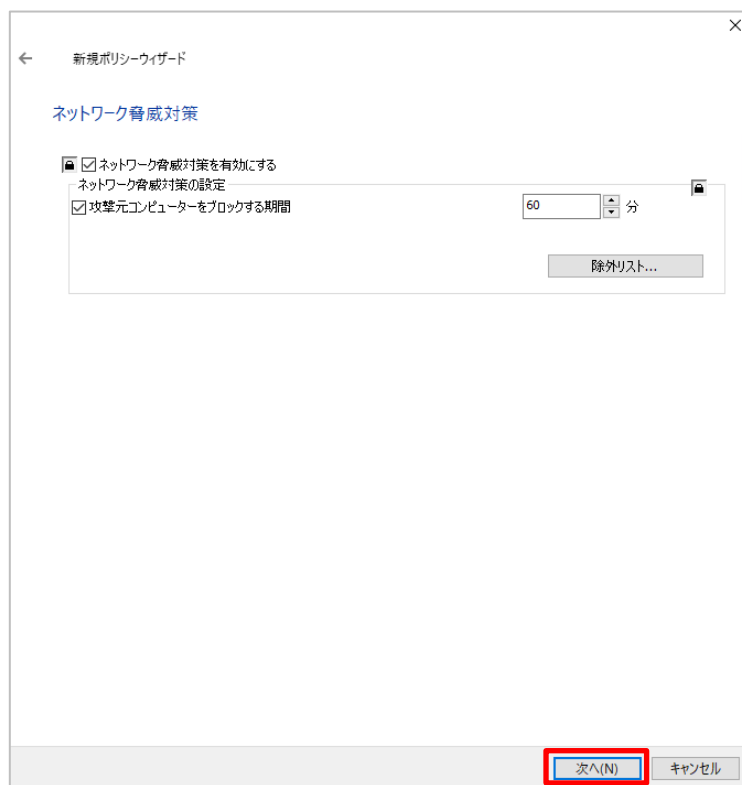 新規ポリシーウィザード
ネットワーク脅威対策
ネットワーク脅威対策を有効にする
ネットワーク脅威対策の設定
攻撃元コンピューターをブロックする期間 60 分
除外リスト...
次へ(N) キャンセル